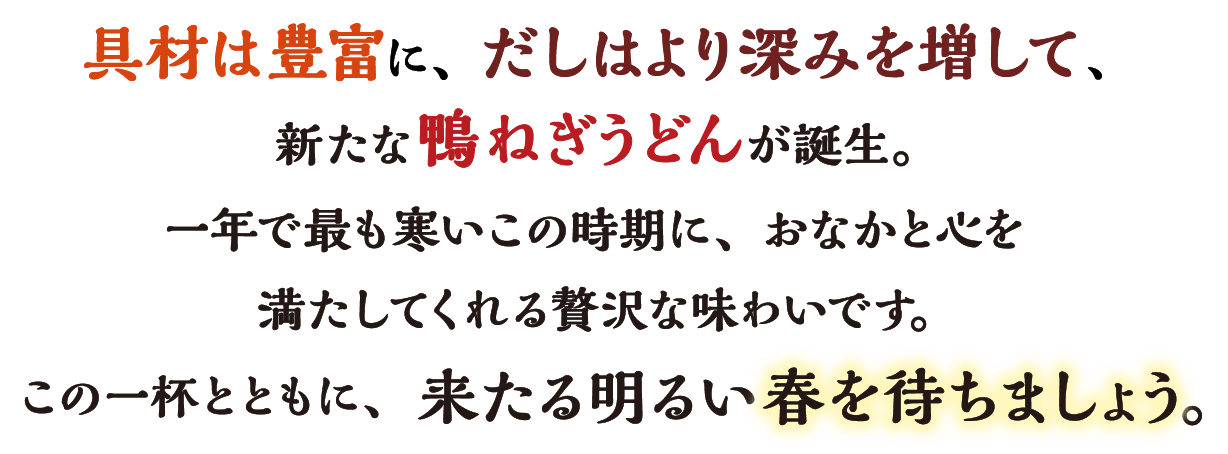 具材は豊富に、だしはより深みを増して、
新たな鴨ねぎうどんが誕生。
一年で最も寒いこの時期に、おなかと心を
満たしてくれる贅沢な味わいです。
この一杯とともに、来たる明るい春を待ちましょう。